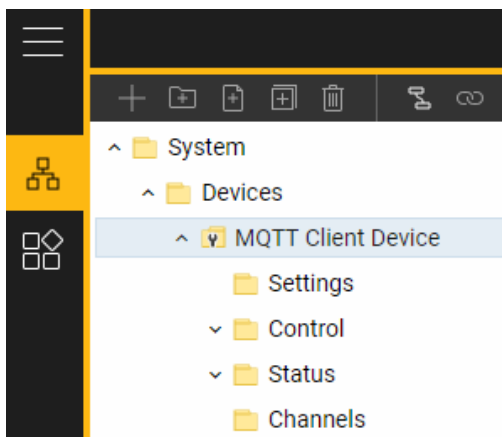 System
Devices
MQTT Client Device
Settings
Control
Status
Channels